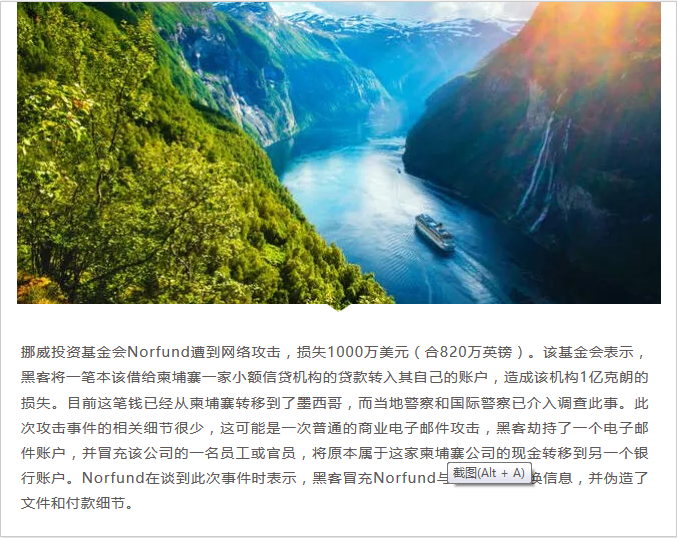 挪威投资基金会Norfund遭到网络攻击，损失1000万美元（合820万英镑）。该基金会表示，
黑客将一笔本该借给柬埔寨一家小额信贷机构的贷款转入其自己的账户，造成该机构1亿克朗的
损失。目前这笔钱已经从柬埔寨转移到了墨西哥，而当地警察和国际警察已介入调查此事。此
次攻击事件的相关细节很少，这可能是一次普通的商业电子邮件攻击，黑客劫持了一个电子邮
件账户，并冒充该公司的一名员工或官员，将原本属于这家柬埔寨公司的现金转移到另一个银
行账户。Norfund在谈到此次事件时表示，黑客冒充Norfund与 截图(Alt + A) 换信息，并伪造了
文件和付款细节。